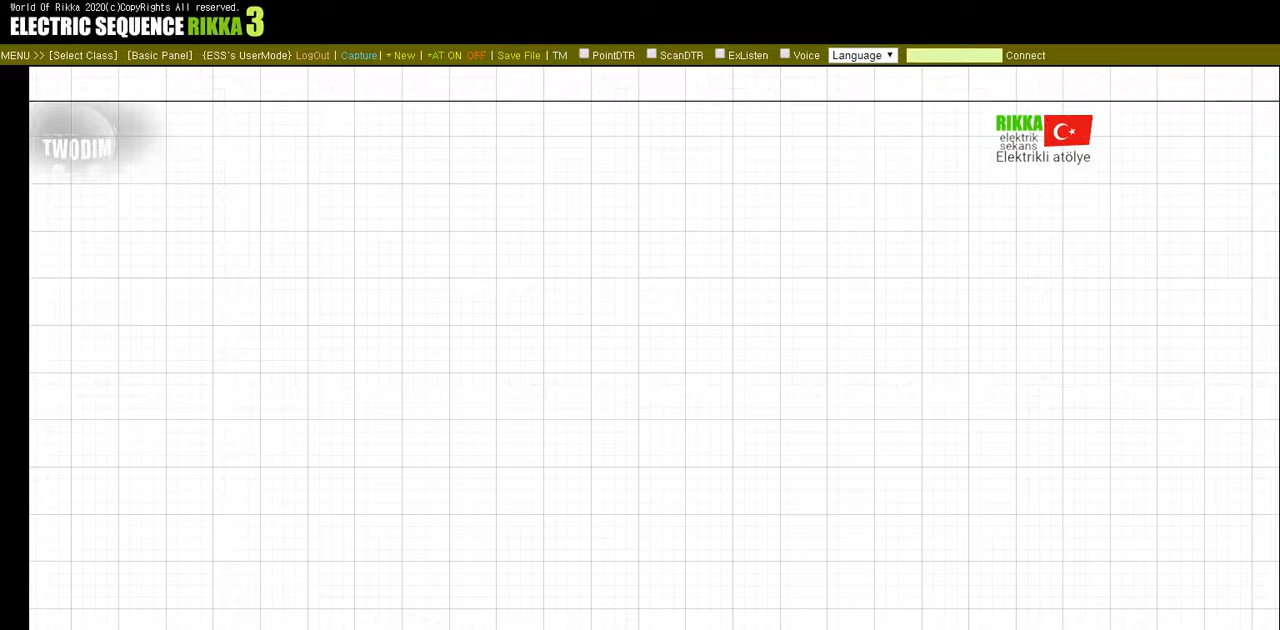 World Of Rikka 2020(c)CopyRights All reserved.
ELECTRIC SEQUENCE RIKKA 3
MENU >> [Select Class] [Basic Panel] {ESS's UserMode} LogOut | Capture | + New | +AT ON OFF | Save File | TM PointDTR ScanDTR ExListen Voice Language ▼ Connect
TWODIM
RIKKA
elektrik
sekans
Elektrikli atölye